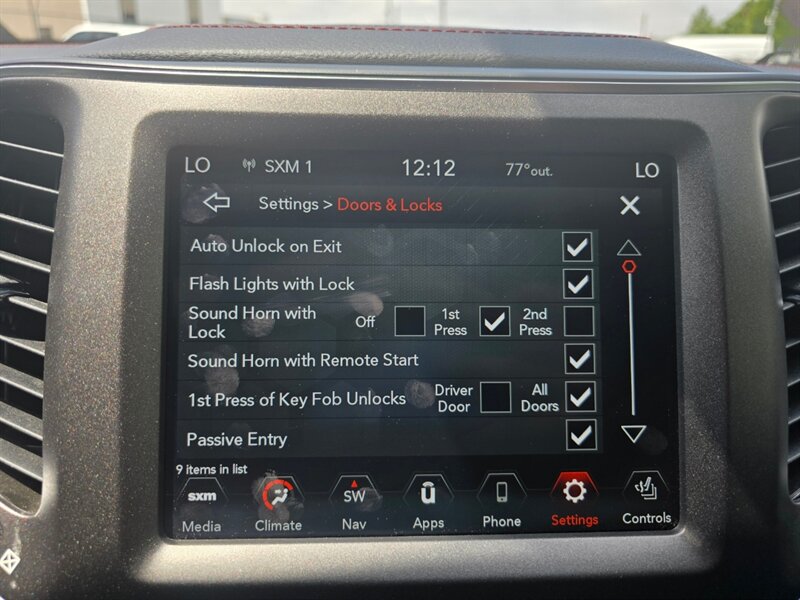 LO SXM 1 12:12 77°out. LO
Settings > Doors & Locks
Auto Unlock on Exit
Flash Lights with Lock
Sound Horn with Lock Off 1st Press 2nd Press
Sound Horn with Remote Start
1st Press of Key Fob Unlocks Driver Door All Doors
Passive Entry
9 items in list
sxm SW ū
Media Climate Nav Apps Phone Settings Controls